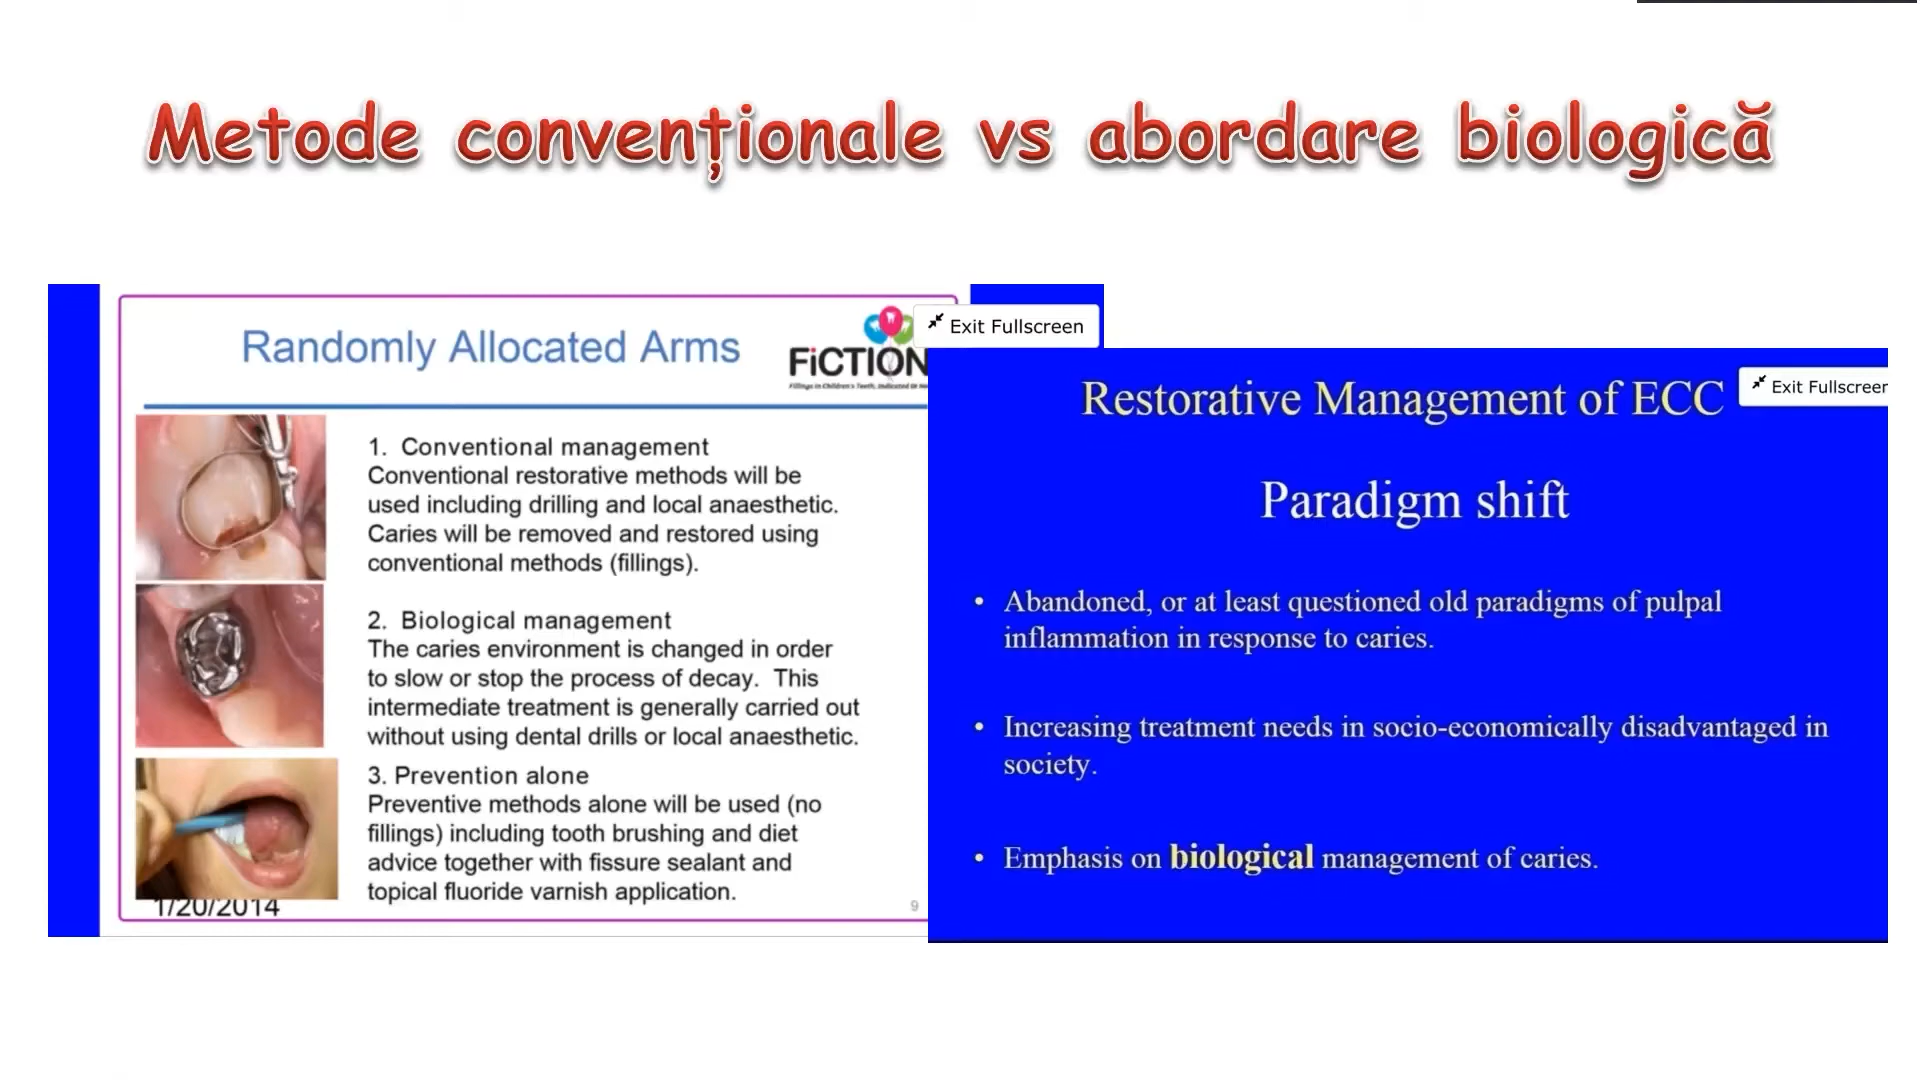 Metode convenționale vs abordare biologică
Randomly Allocated Arms
FiCTION
Exit Fullscreen
1. Conventional management
Conventional restorative methods will be
used including drilling and local anaesthetic.
Caries will be removed and restored using
conventional methods (fillings).
2. Biological management
The caries environment is changed in order
to slow or stop the process of decay. This
intermediate treatment is generally carried out
without using dental drills or local anaesthetic.
3. Prevention alone
Preventive methods alone will be used (no
fillings) including tooth brushing and diet
advice together with fissure sealant and
topical fluoride varnish application.
1/20/2014
9
Restorative Management of ECC
Exit Fullscreen
Paradigm shift
• Abandoned, or at least questioned old paradigms of pulpal
inflammation in response to caries.
• Increasing treatment needs in socio-economically disadvantaged in
society.
• Emphasis on biological management of caries.